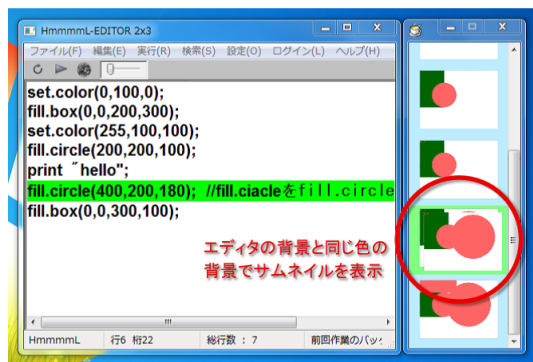 HmmmmL-EDITOR 2x3
ファイル(F) 編集(E) 実行(R) 検索(S) 設定(O) ログイン(L) ヘルプ(H)
set.color(0,100,0);
fill.box(0,0,200,300);
set.color(255,100,100);
fill.circle(200,200,100);
print ˝hello";
fill.circle(400,200,180); //fill.ciacleをfill.circle
fill.box(0,0,300,100);
エディタの背景と同じ色の
背景でサムネイルを表示
HmmmmL 行6 桁22 総行数 : 7 前回作業のバッ